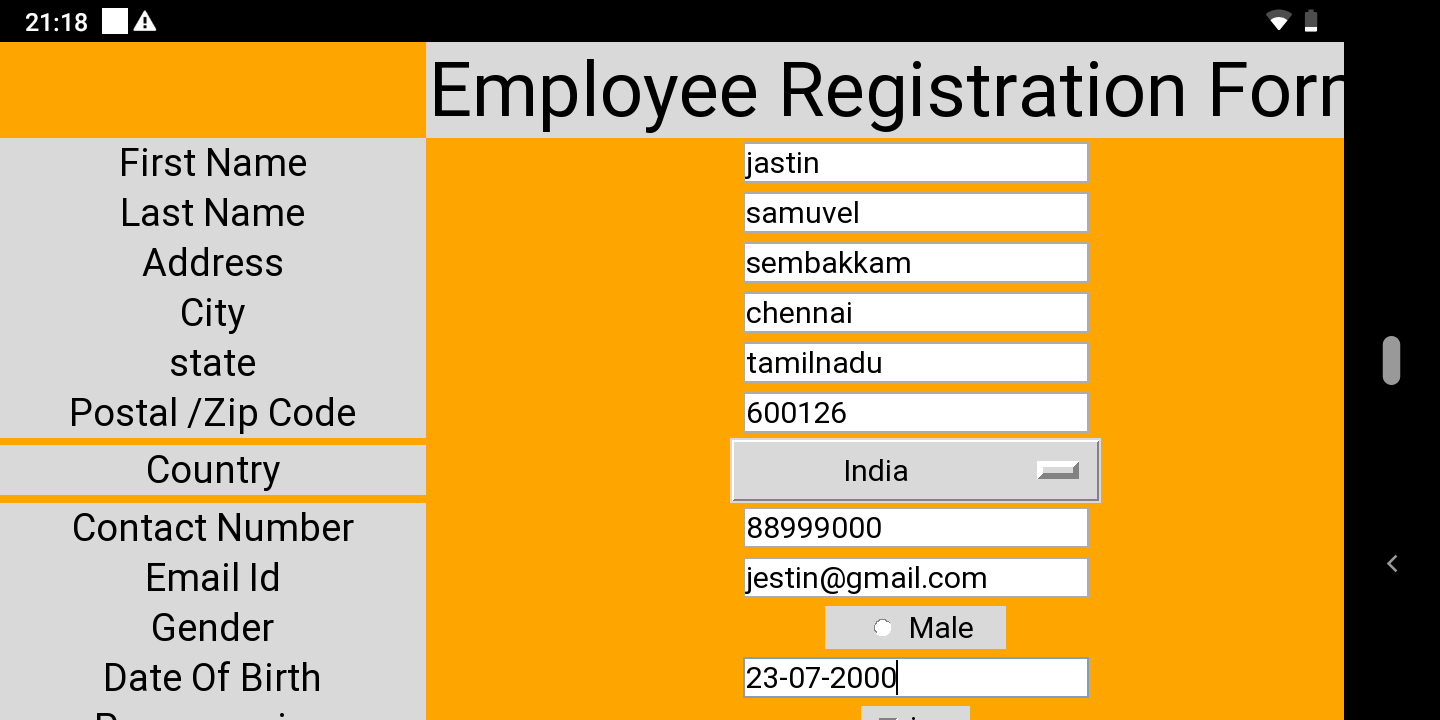 21:18
Employee Registration Form
First Name jastin
Last Name samuvel
Address sembakkam
City chennai
state tamilnadu
Postal /Zip Code 600126
Country India
Contact Number 88999000
Email Id jestin@gmail.com
Gender Male
Date Of Birth 23-07-2000